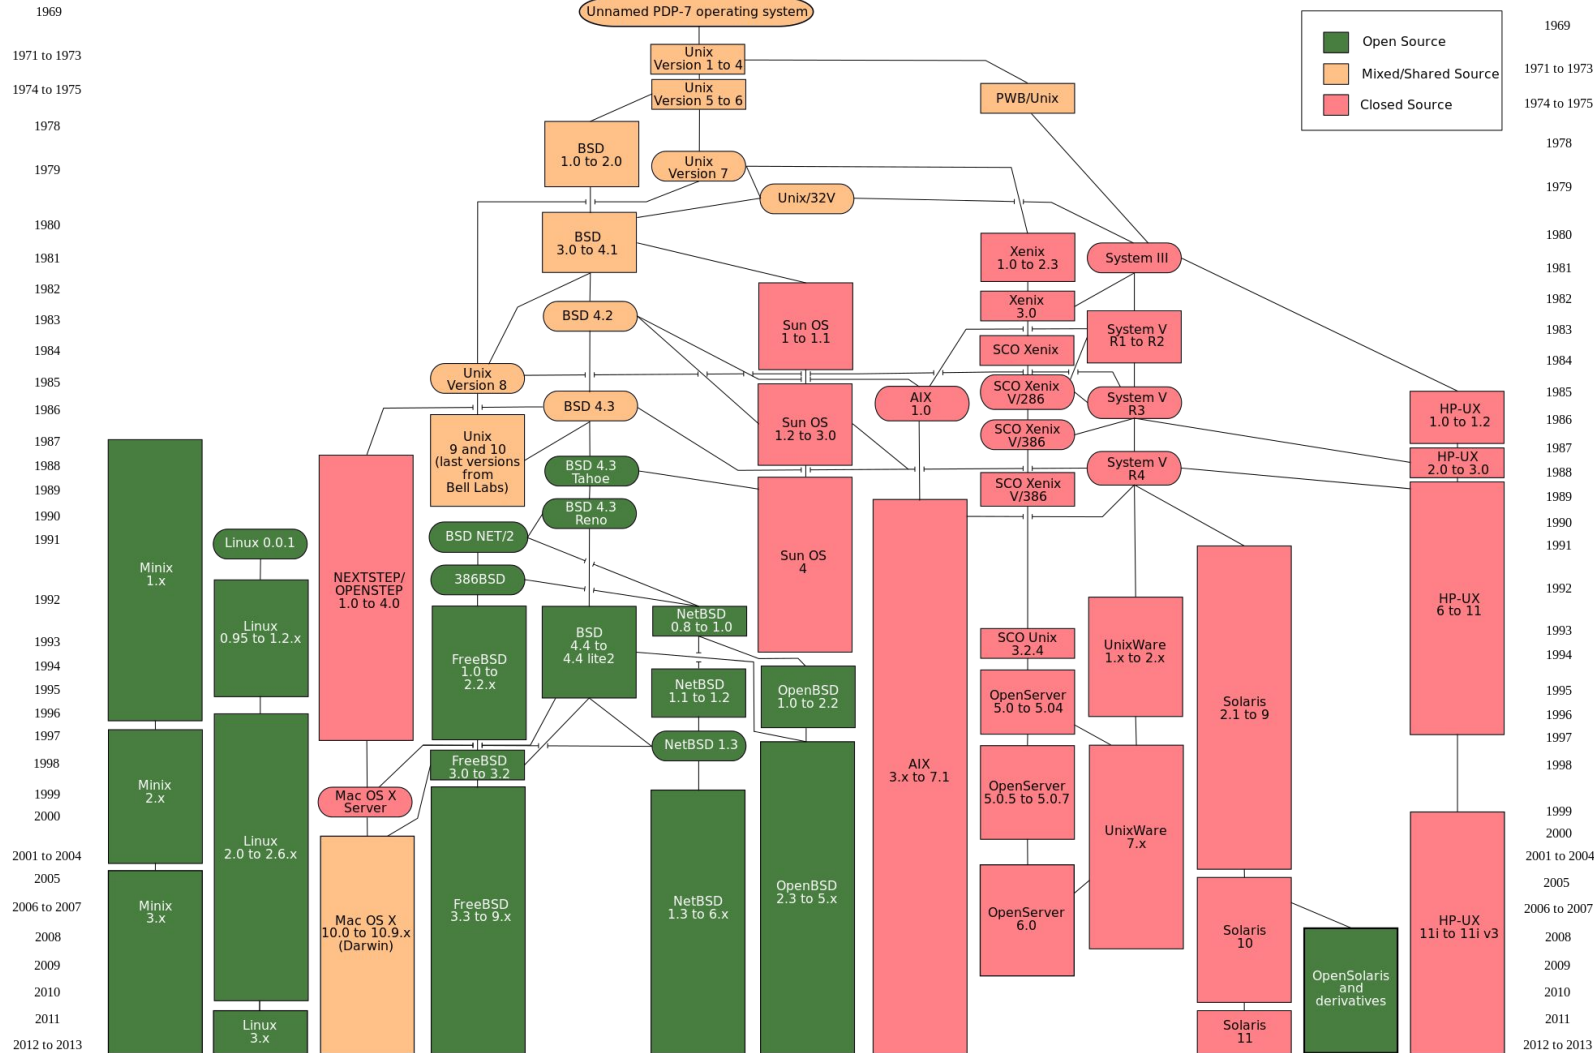 1969
1971 to 1973
1974 to 1975
1978
1979
1980
1981
1982
1983
1984
1985
1986
1987
1988
1989
1990
1991
1992
1993
1994
1995
1996
1997
1998
1999
2000
2001 to 2004
2005
2006 to 2007
2008
2009
2010
2011
2012 to 2013
Unnamed PDP-7 operating system
Unix
Version 1 to 4
Unix
Version 5 to 6
PWB/Unix
BSD
1.0 to 2.0
Unix
Version 7
Unix/32V
BSD
3.0 to 4.1
Xenix
1.0 to 2.3
System III
Xenix
3.0
BSD 4.2
Sun OS
1 to 1.1
System V
R1 to R2
SCO Xenix
Unix
Version 8
SCO Xenix
V/286
AIX
1.0
System V
R3
BSD 4.3
HP-UX
1.0 to 1.2
Sun OS
1.2 to 3.0
SCO Xenix
V/386
Unix
9 and 10
(last versions
from
Bell Labs)
HP-UX
2.0 to 3.0
BSD 4.3
Tahoe
System V
R4
SCO Xenix
V/386
BSD 4.3
Reno
BSD NET/2
Linux 0.0.1
Sun OS
4
Minix
1.x
386BSD
NEXTSTEP/
OPENSTEP
1.0 to 4.0
HP-UX
6 to 11
NetBSD
0.8 to 1.0
Linux
0.95 to 1.2.x
BSD
4.4 to
4.4 lite2
SCO Unix
3.2.4
UnixWare
1.x to 2.x
FreeBSD
1.0 to
2.2.x
NetBSD
1.1 to 1.2
OpenBSD
1.0 to 2.2
OpenServer
5.0 to 5.04
Solaris
2.1 to 9
NetBSD 1.3
FreeBSD
3.0 to 3.2
AIX
3.x to 7.1
Minix
2.x
OpenServer
5.0.5 to 5.0.7
Mac OS X
Server
UnixWare
7.x
Linux
2.0 to 2.6.x
OpenBSD
2.3 to 5.x
Minix
3.x
FreeBSD
3.3 to 9.x
NetBSD
1.3 to 6.x
OpenServer
6.0
Mac OS X
10.0 to 10.9.x
(Darwin)
HP-UX
11i to 11i v3
Solaris
10
OpenSolaris
and
derivatives
Linux
3.x
Solaris
11
Open Source
Mixed/Shared Source
Closed Source
1969
1971 to 1973
1974 to 1975
1978
1979
1980
1981
1982
1983
1984
1985
1986
1987
1988
1989
1990
1991
1992
1993
1994
1995
1996
1997
1998
1999
2000
2001 to 2004
2005
2006 to 2007
2008
2009
2010
2011
2012 to 2013